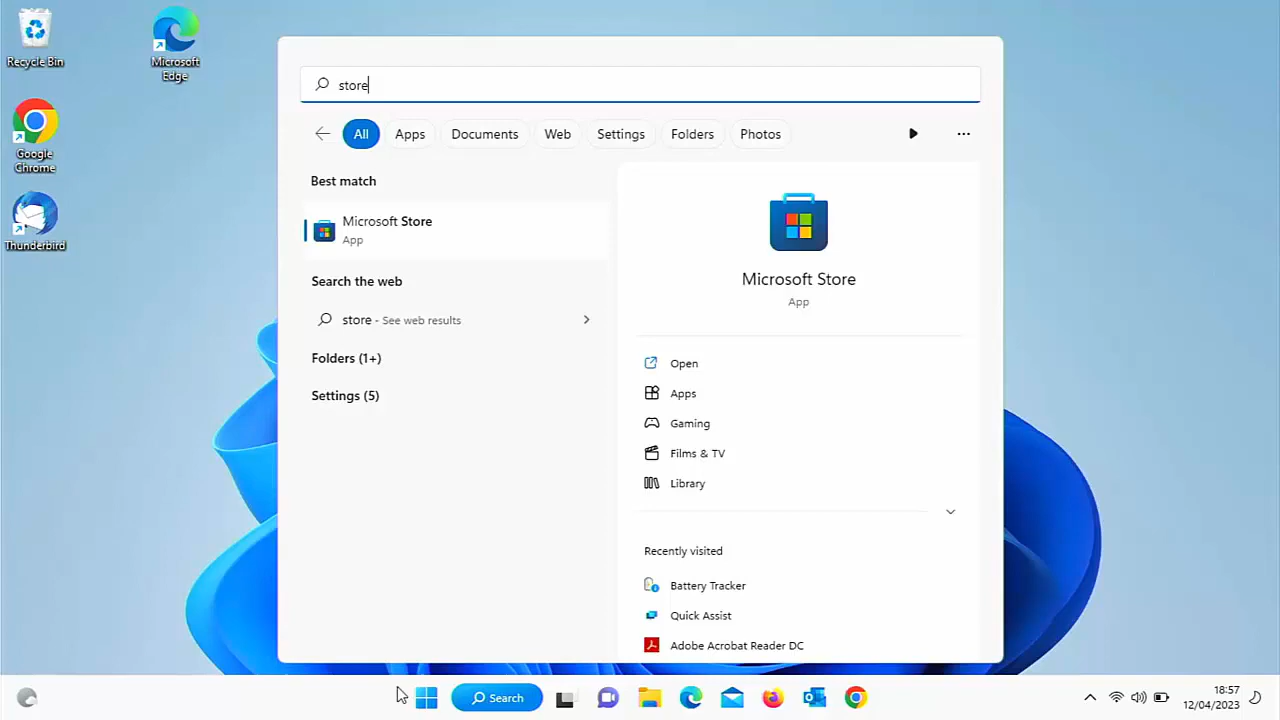 Recycle Bin
Microsoft
Edge
Google
Chrome
Thunderbird
store
All
Apps
Documents
Web
Settings
Folders
Photos
Best match
Microsoft Store
App
Search the web
store - See web results
Folders (1+)
Settings (5)
Microsoft Store
App
Open
Apps
Gaming
Films & TV
Library
Recently visited
Battery Tracker
Quick Assist
Adobe Acrobat Reader DC
Search
18:57
12/04/2023